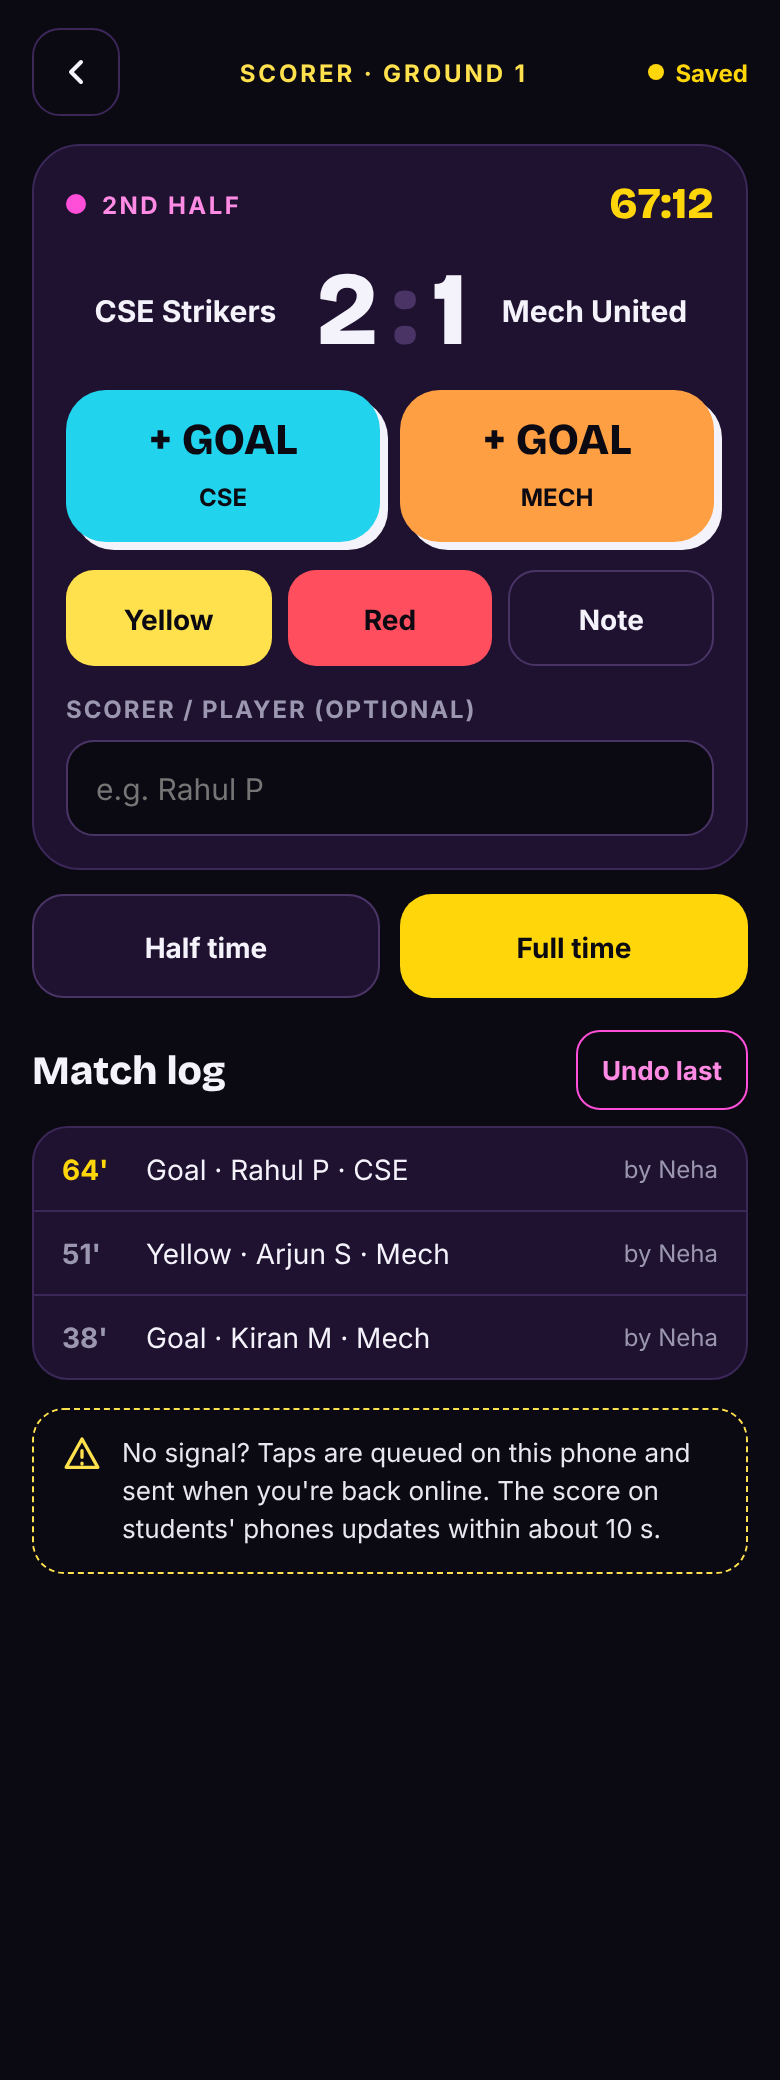 SCORER · GROUND 1
Saved
2ND HALF
67:12
CSE Strikers
2:1
Mech United
+ GOAL
CSE
+ GOAL
MECH
Yellow
Red
Note
SCORER / PLAYER (OPTIONAL)
e.g. Rahul P
Half time
Full time
Match log
Undo last
64' Goal · Rahul P · CSE by Neha
51' Yellow · Arjun S · Mech by Neha
38' Goal · Kiran M · Mech by Neha
No signal? Taps are queued on this phone and
sent when you're back online. The score on
students' phones updates within about 10 s.